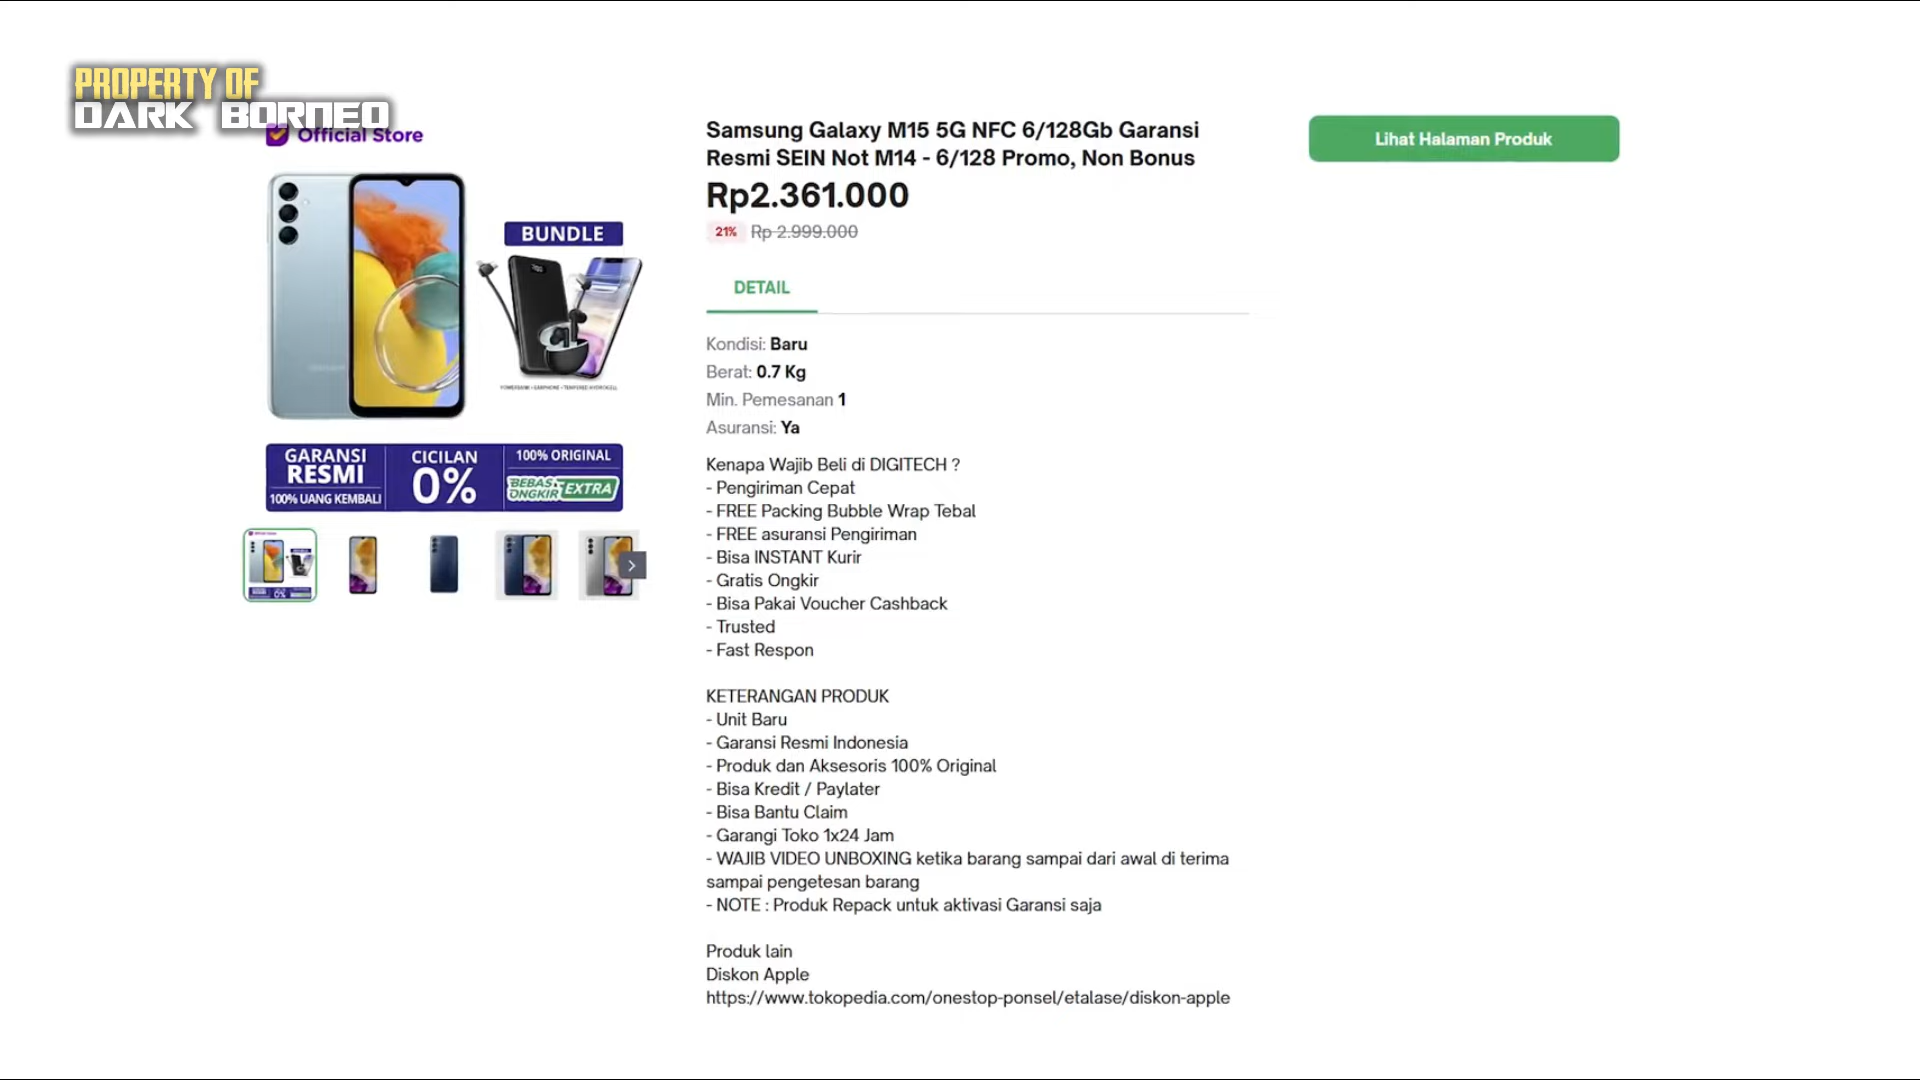 PROPERTY OF
DARK BORNEO
Official Store
BUNDLE
POWERBANK • EARPHONE • TEMPERED HYDROGELL
GARANSI
RESMI
100% UANG KEMBALI
CICILAN
0%
100% ORIGINAL
BEBAS
ONGKIR EXTRA
Samsung Galaxy M15 5G NFC 6/128Gb Garansi
Resmi SEIN Not M14 - 6/128 Promo, Non Bonus
Rp2.361.000
21% Rp 2.999.000
DETAIL
Kondisi: Baru
Berat: 0.7 Kg
Min. Pemesanan 1
Asuransi: Ya
Kenapa Wajib Beli di DIGITECH ?
- Pengiriman Cepat
- FREE Packing Bubble Wrap Tebal
- FREE asuransi Pengiriman
- Bisa INSTANT Kurir
- Gratis Ongkir
- Bisa Pakai Voucher Cashback
- Trusted
- Fast Respon
KETERANGAN PRODUK
- Unit Baru
- Garansi Resmi Indonesia
- Produk dan Aksesoris 100% Original
- Bisa Kredit / Paylater
- Bisa Bantu Claim
- Garangi Toko 1x24 Jam
- WAJIB VIDEO UNBOXING ketika barang sampai dari awal di terima
sampai pengetesan barang
- NOTE : Produk Repack untuk aktivasi Garansi saja
Produk lain
Diskon Apple
https://www.tokopedia.com/onestop-ponsel/etalase/diskon-apple
Lihat Halaman Produk